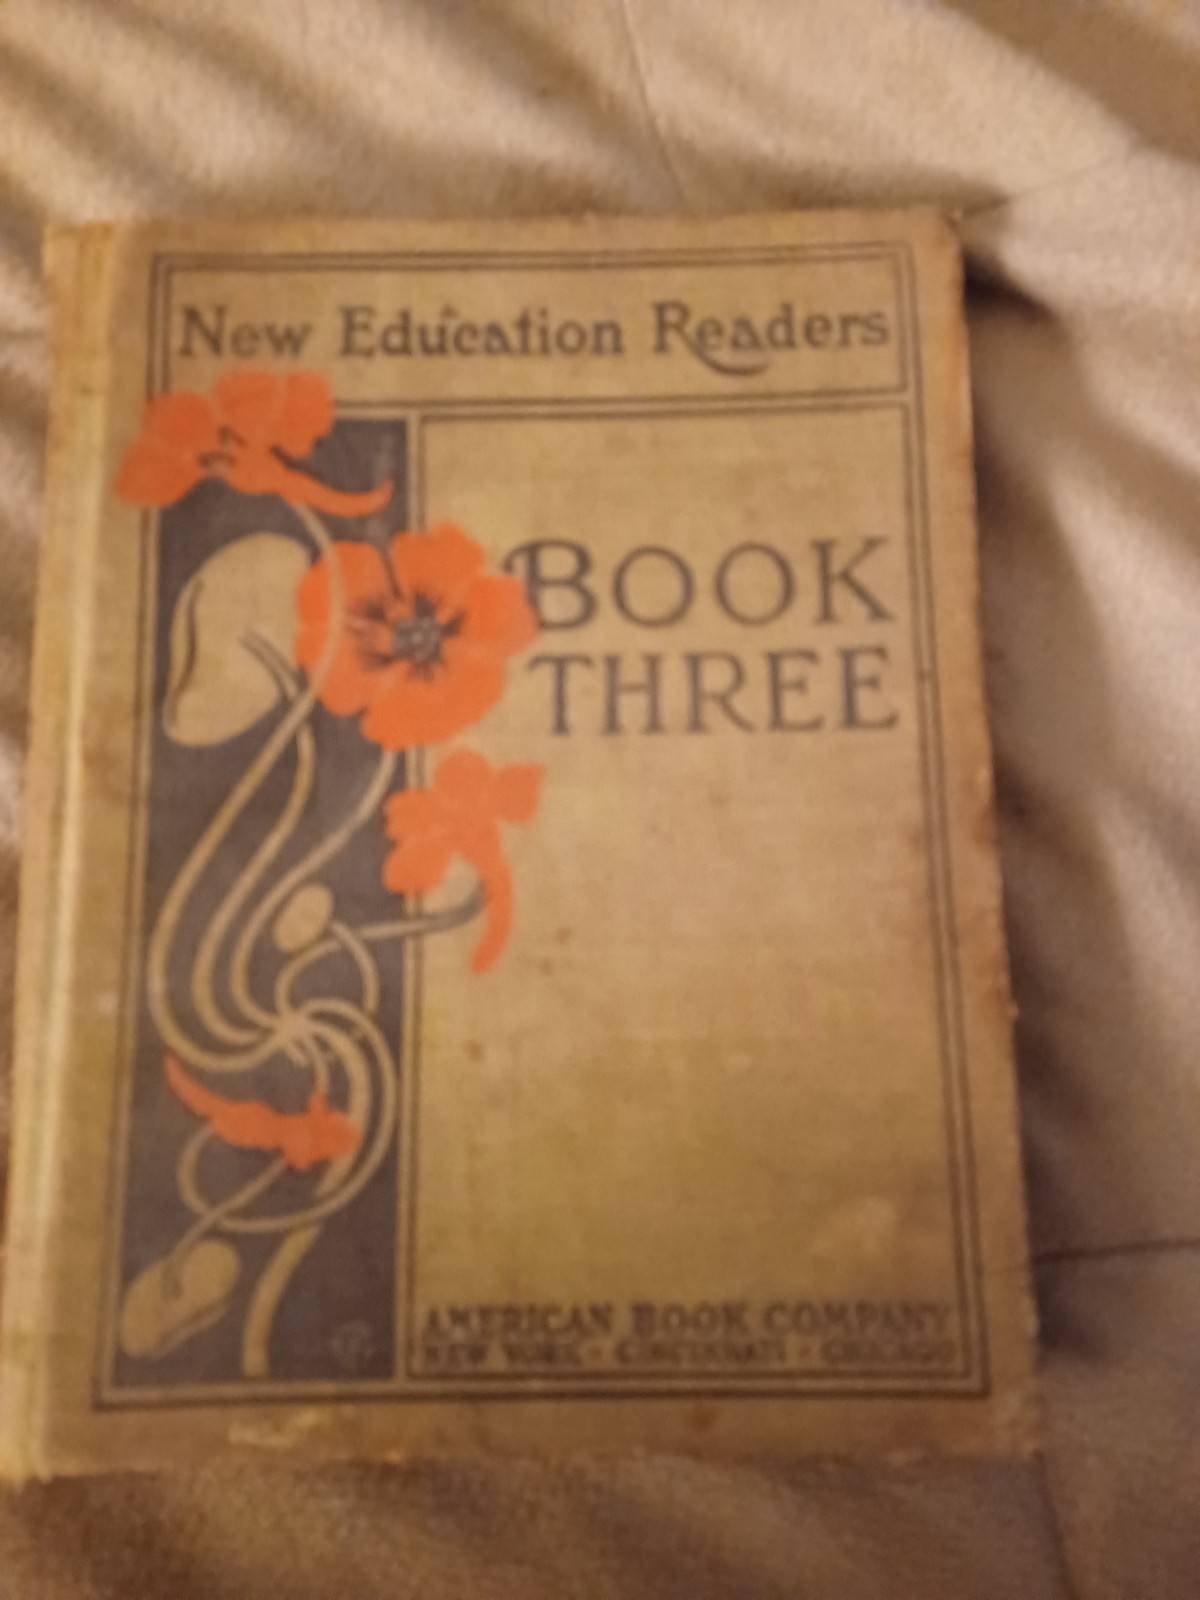 New Education Readers
BOOK
THREE
AMERICAN BOOK COMPANY
NEW YORK · CINCINNATI · CHICAGO